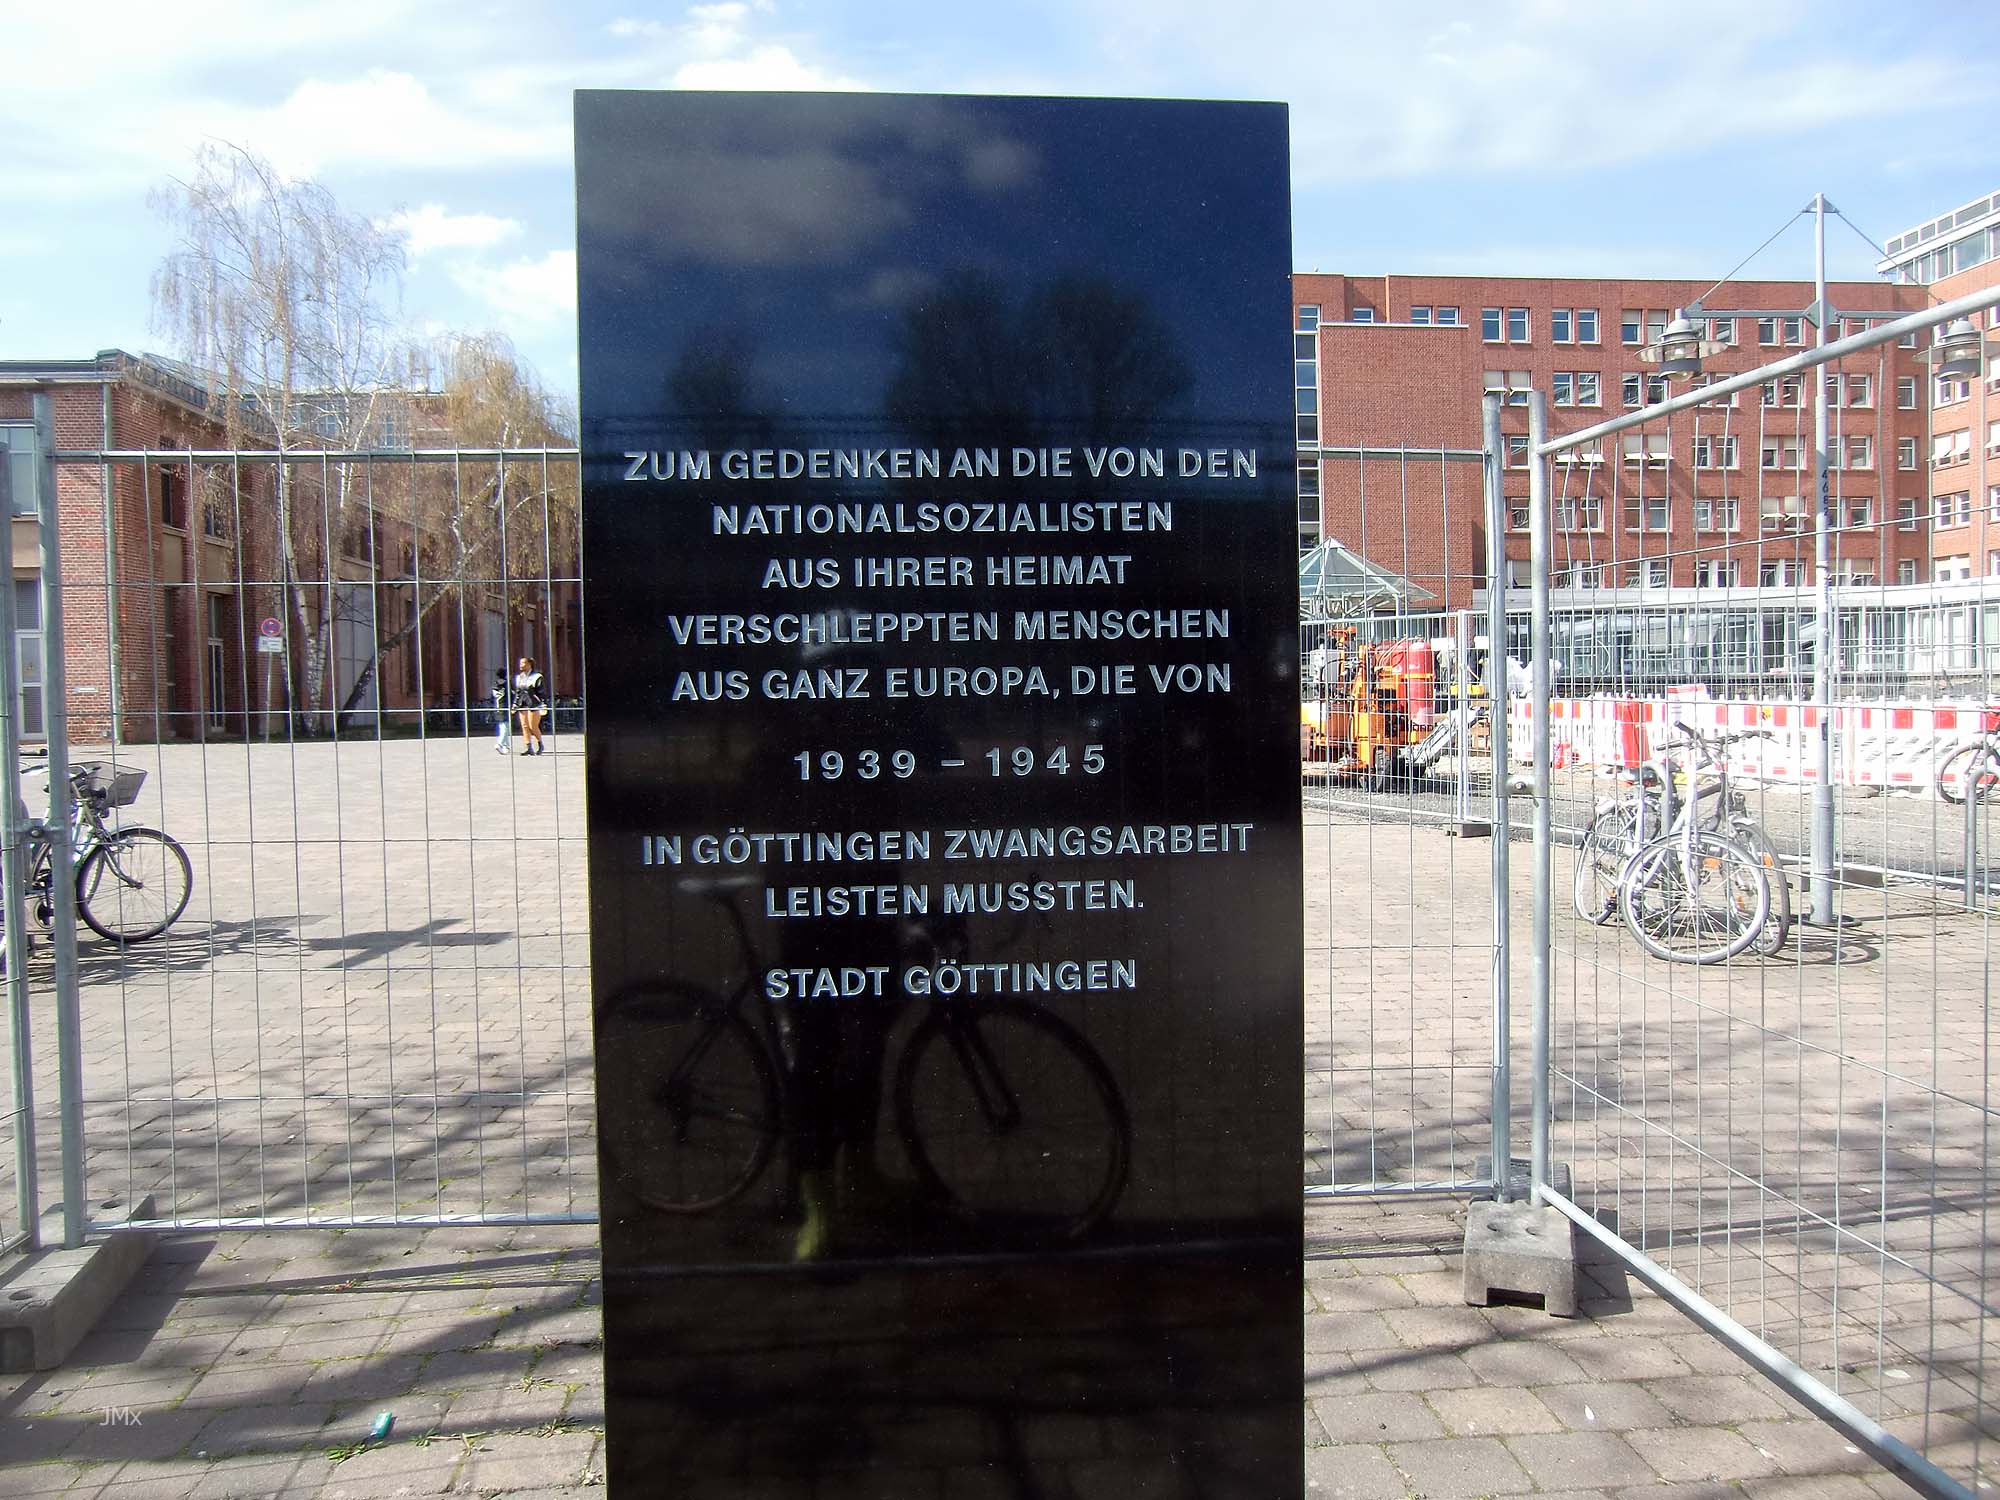 ZUM GEDENKEN AN DIE VON DEN
NATIONALSOZIALISTEN
AUS IHRER HEIMAT
VERSCHLEPPTEN MENSCHEN
AUS GANZ EUROPA, DIE VON
1939 – 1945
IN GÖTTINGEN ZWANGSARBEIT
LEISTEN MUSSTEN.
STADT GÖTTINGEN
JMx